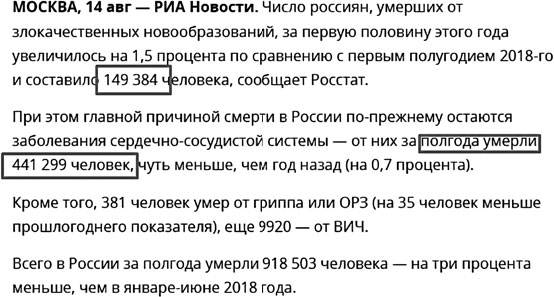 МОСКВА, 14 авг — РИА Новости. Число россиян, умерших от
злокачественных новообразований, за первую половину этого года
увеличилось на 1,5 процента по сравнению с первым полугодием 2018-го
и составило 149 384 человека, сообщает Росстат.
При этом главной причиной смерти в России по-прежнему остаются
заболевания сердечно-сосудистой системы — от них за полгода умерли
441 299 человек, чуть меньше, чем год назад (на 0,7 процента).
Кроме того, 381 человек умер от гриппа или ОРЗ (на 35 человек меньше
прошлогоднего показателя), еще 9920 — от ВИЧ.
Всего в России за полгода умерли 918 503 человека — на три процента
меньше, чем в январе-июне 2018 года.